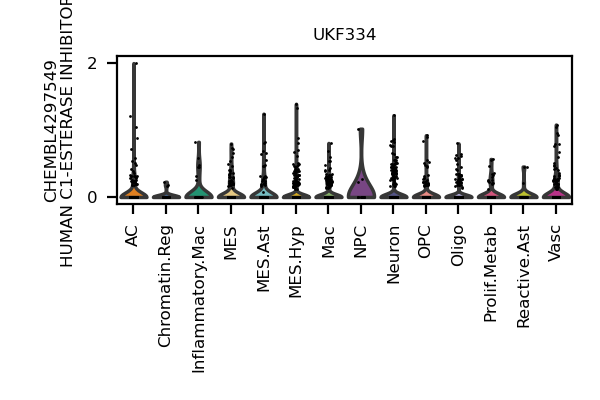 UKF334
CHEMBL4297549
HUMAN C1-ESTERASE INHIBITOR
2
0
AC
Chromatin.Reg
Inflammatory.Mac
MES
MES.Ast
MES.Hyp
Mac
NPC
Neuron
OPC
Oligo
Prolif.Metab
Reactive.Ast
Vasc